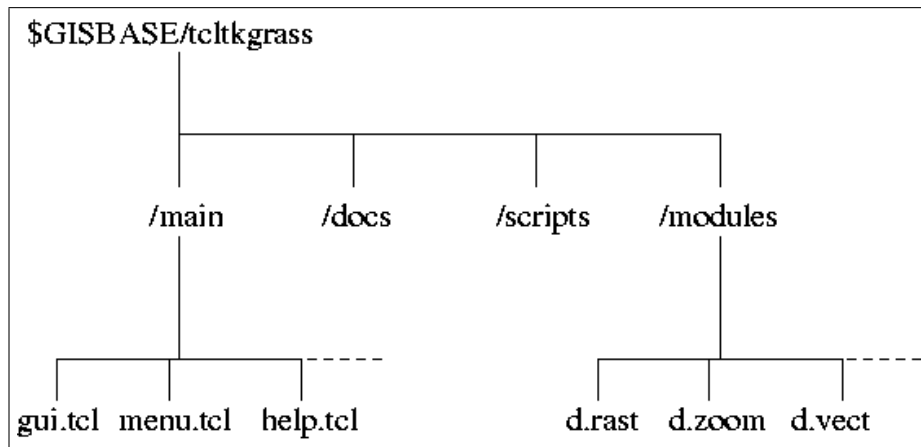 $GISBASE/tcltkgrass
/main /docs /scripts /modules
gui.tcl menu.tcl help.tcl d.rast d.zoom d.vect